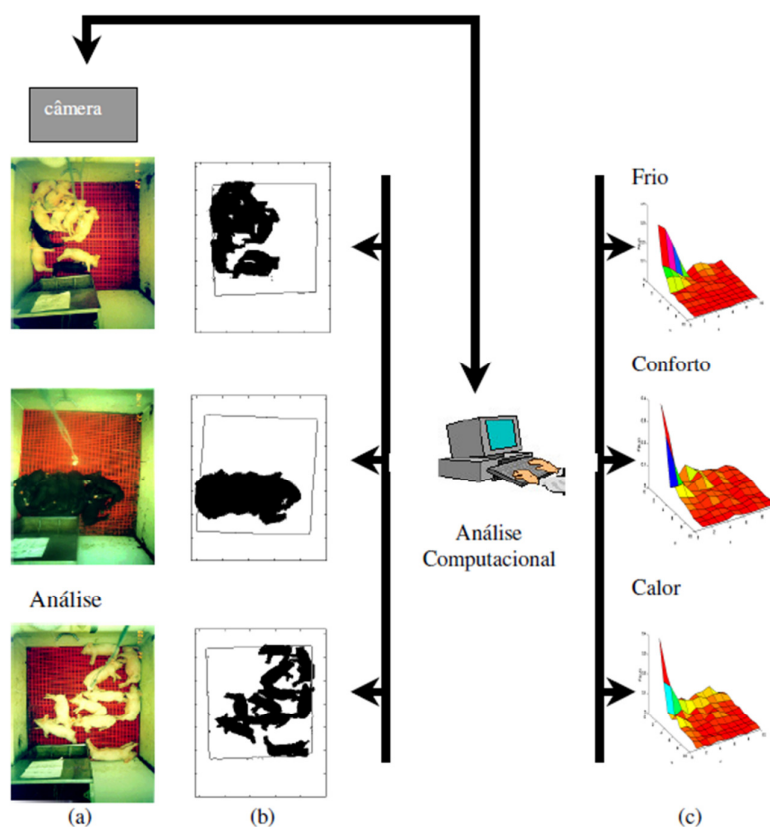 câmera
Frio
Conforto
Análise
Computacional
Análise
Calor
(a)
(b)
(c)